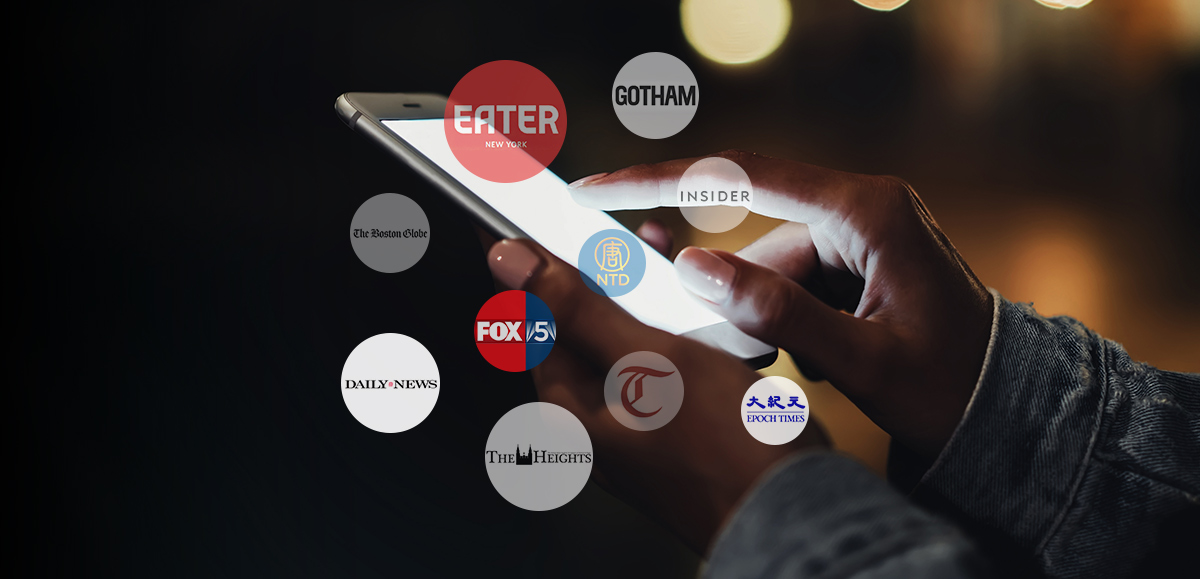 EATER
NEW YORK
GOTHAM
INSIDER
The Boston Globe
唐
NTD
FOX 5
DAILY NEWS
T
大紀元
EPOCH TIMES
THE HEIGHTS